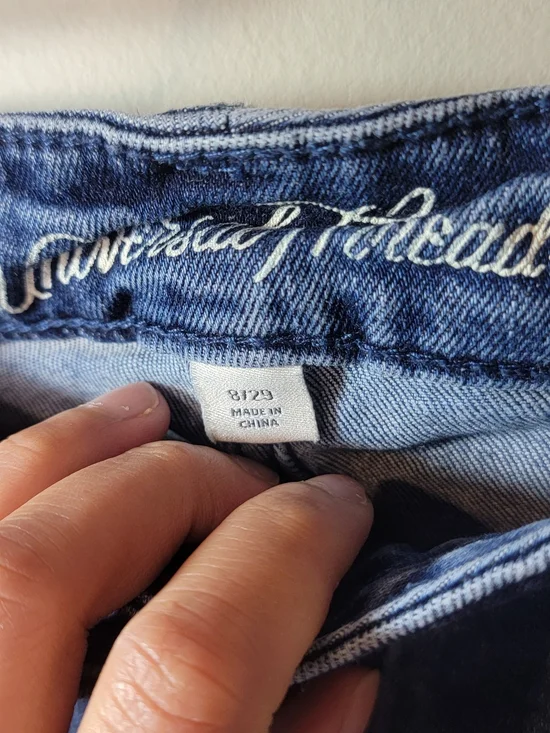 Universal Thread
8/29
MADE IN
CHINA